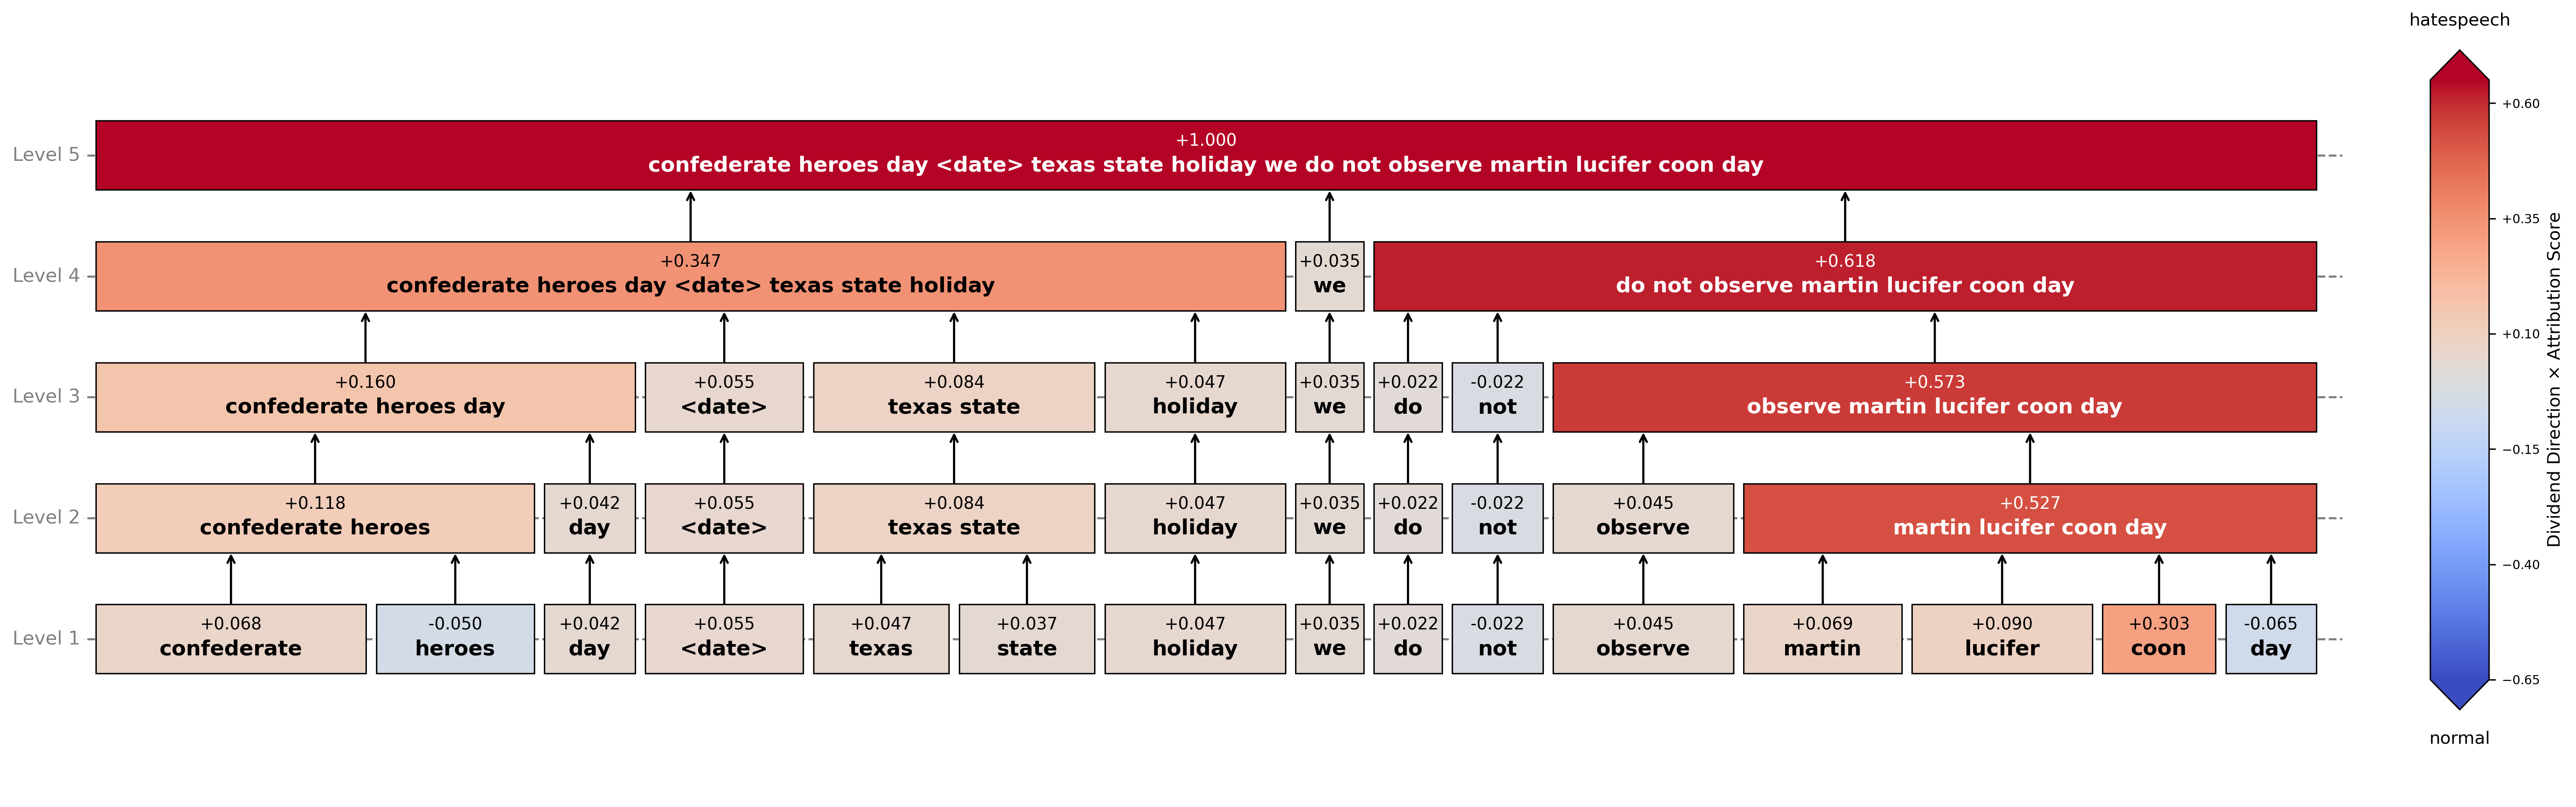 hatespeech
Level 5
+1.000
confederate heroes day <date> texas state holiday we do not observe martin lucifer coon day
Level 4
+0.347
confederate heroes day <date> texas state holiday
+0.035
we
+0.618
do not observe martin lucifer coon day
Level 3
+0.160
confederate heroes day
+0.055
<date>
+0.084
texas state
+0.047
holiday
+0.035
we
+0.022
do
-0.022
not
+0.573
observe martin lucifer coon day
Level 2
+0.118
confederate heroes
+0.042
day
+0.055
<date>
+0.084
texas state
+0.047
holiday
+0.035
we
+0.022
do
-0.022
not
+0.045
observe
+0.527
martin lucifer coon day
Level 1
+0.068
confederate
-0.050
heroes
+0.042
day
+0.055
<date>
+0.047
texas
+0.037
state
+0.047
holiday
+0.035
we
+0.022
do
-0.022
not
+0.045
observe
+0.069
martin
+0.090
lucifer
+0.303
coon
-0.065
day
+0.60
+0.35
+0.10
−0.15
−0.40
−0.65
Dividend Direction × Attribution Score
normal